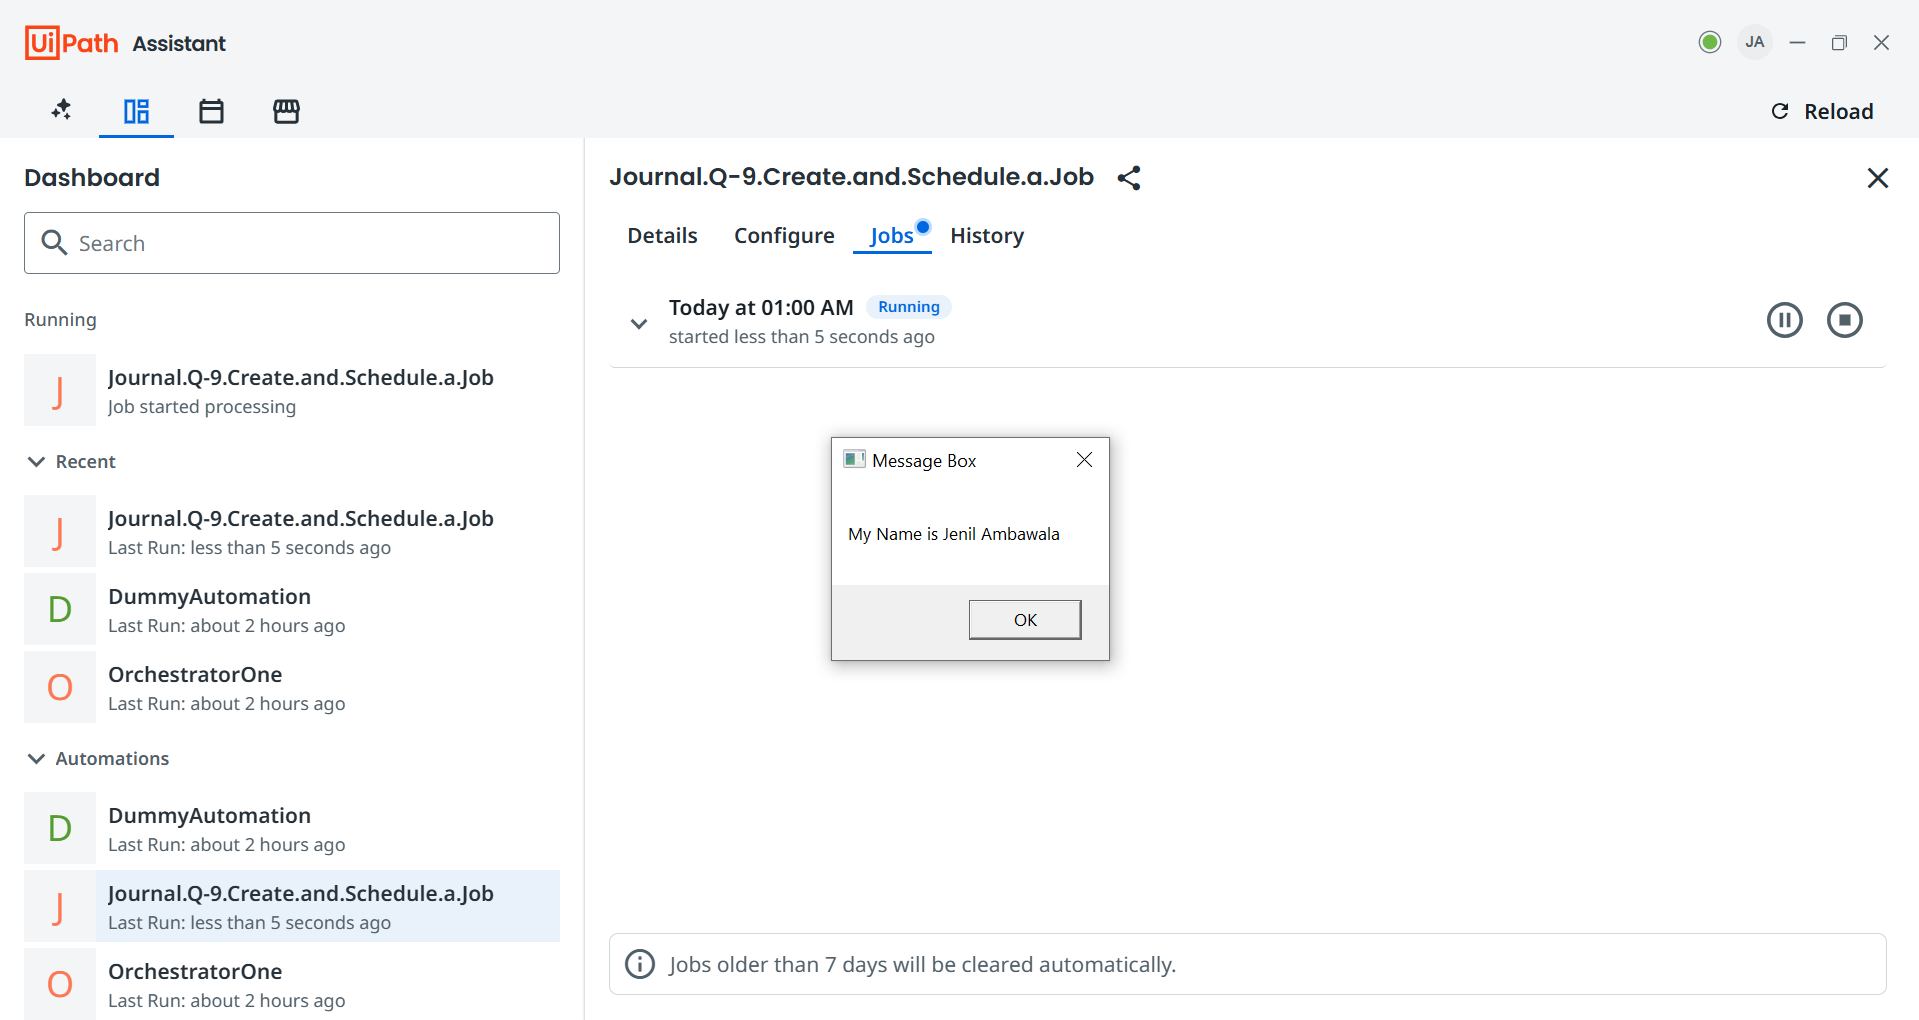 UiPath Assistant
JA
Reload
Dashboard
Search
Running
J
Journal.Q-9.Create.and.Schedule.a.Job
Job started processing
Recent
J
Journal.Q-9.Create.and.Schedule.a.Job
Last Run: less than 5 seconds ago
D
DummyAutomation
Last Run: about 2 hours ago
O
OrchestratorOne
Last Run: about 2 hours ago
Automations
D
DummyAutomation
Last Run: about 2 hours ago
J
Journal.Q-9.Create.and.Schedule.a.Job
Last Run: less than 5 seconds ago
O
OrchestratorOne
Last Run: about 2 hours ago
Journal.Q-9.Create.and.Schedule.a.Job
Details Configure Jobs History
Today at 01:00 AM Running
started less than 5 seconds ago
Message Box
My Name is Jenil Ambawala
OK
Jobs older than 7 days will be cleared automatically.